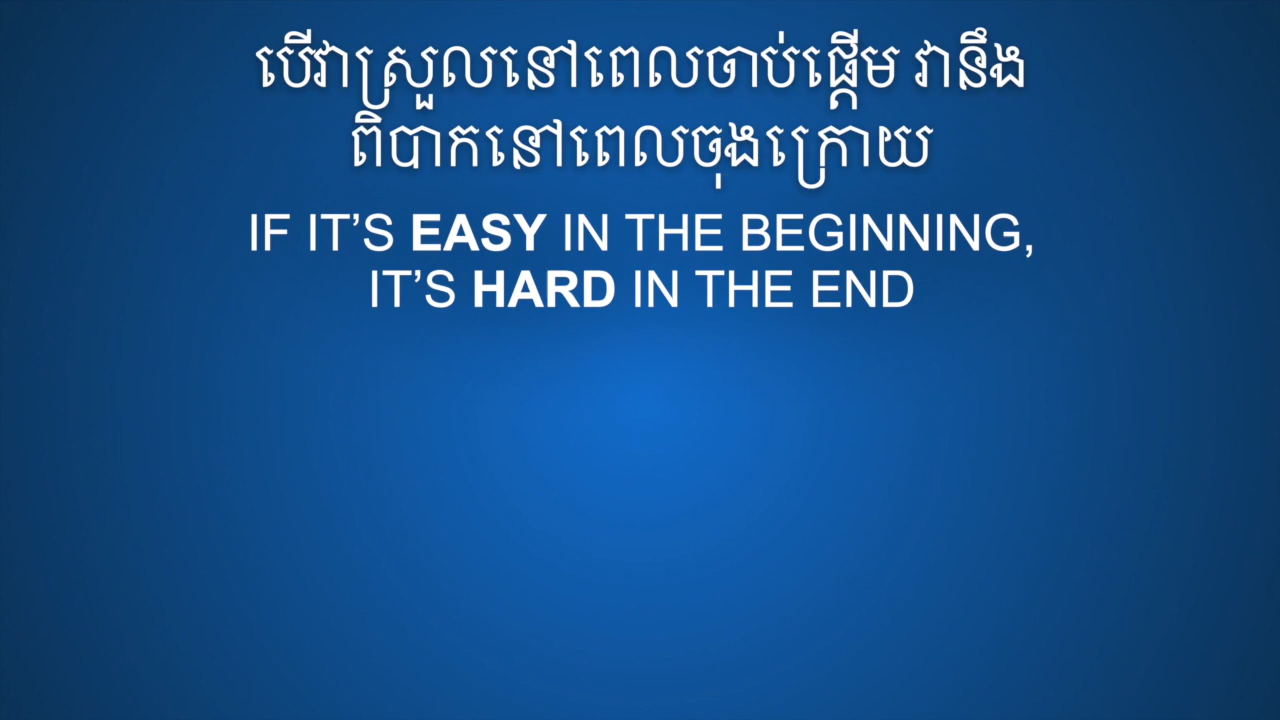 បើវាស្រួលនៅពេលចាប់ផ្ដើម វានឹង
ពិបាកនៅពេលចុងក្រោយ
IF IT’S EASY IN THE BEGINNING,
IT’S HARD IN THE END